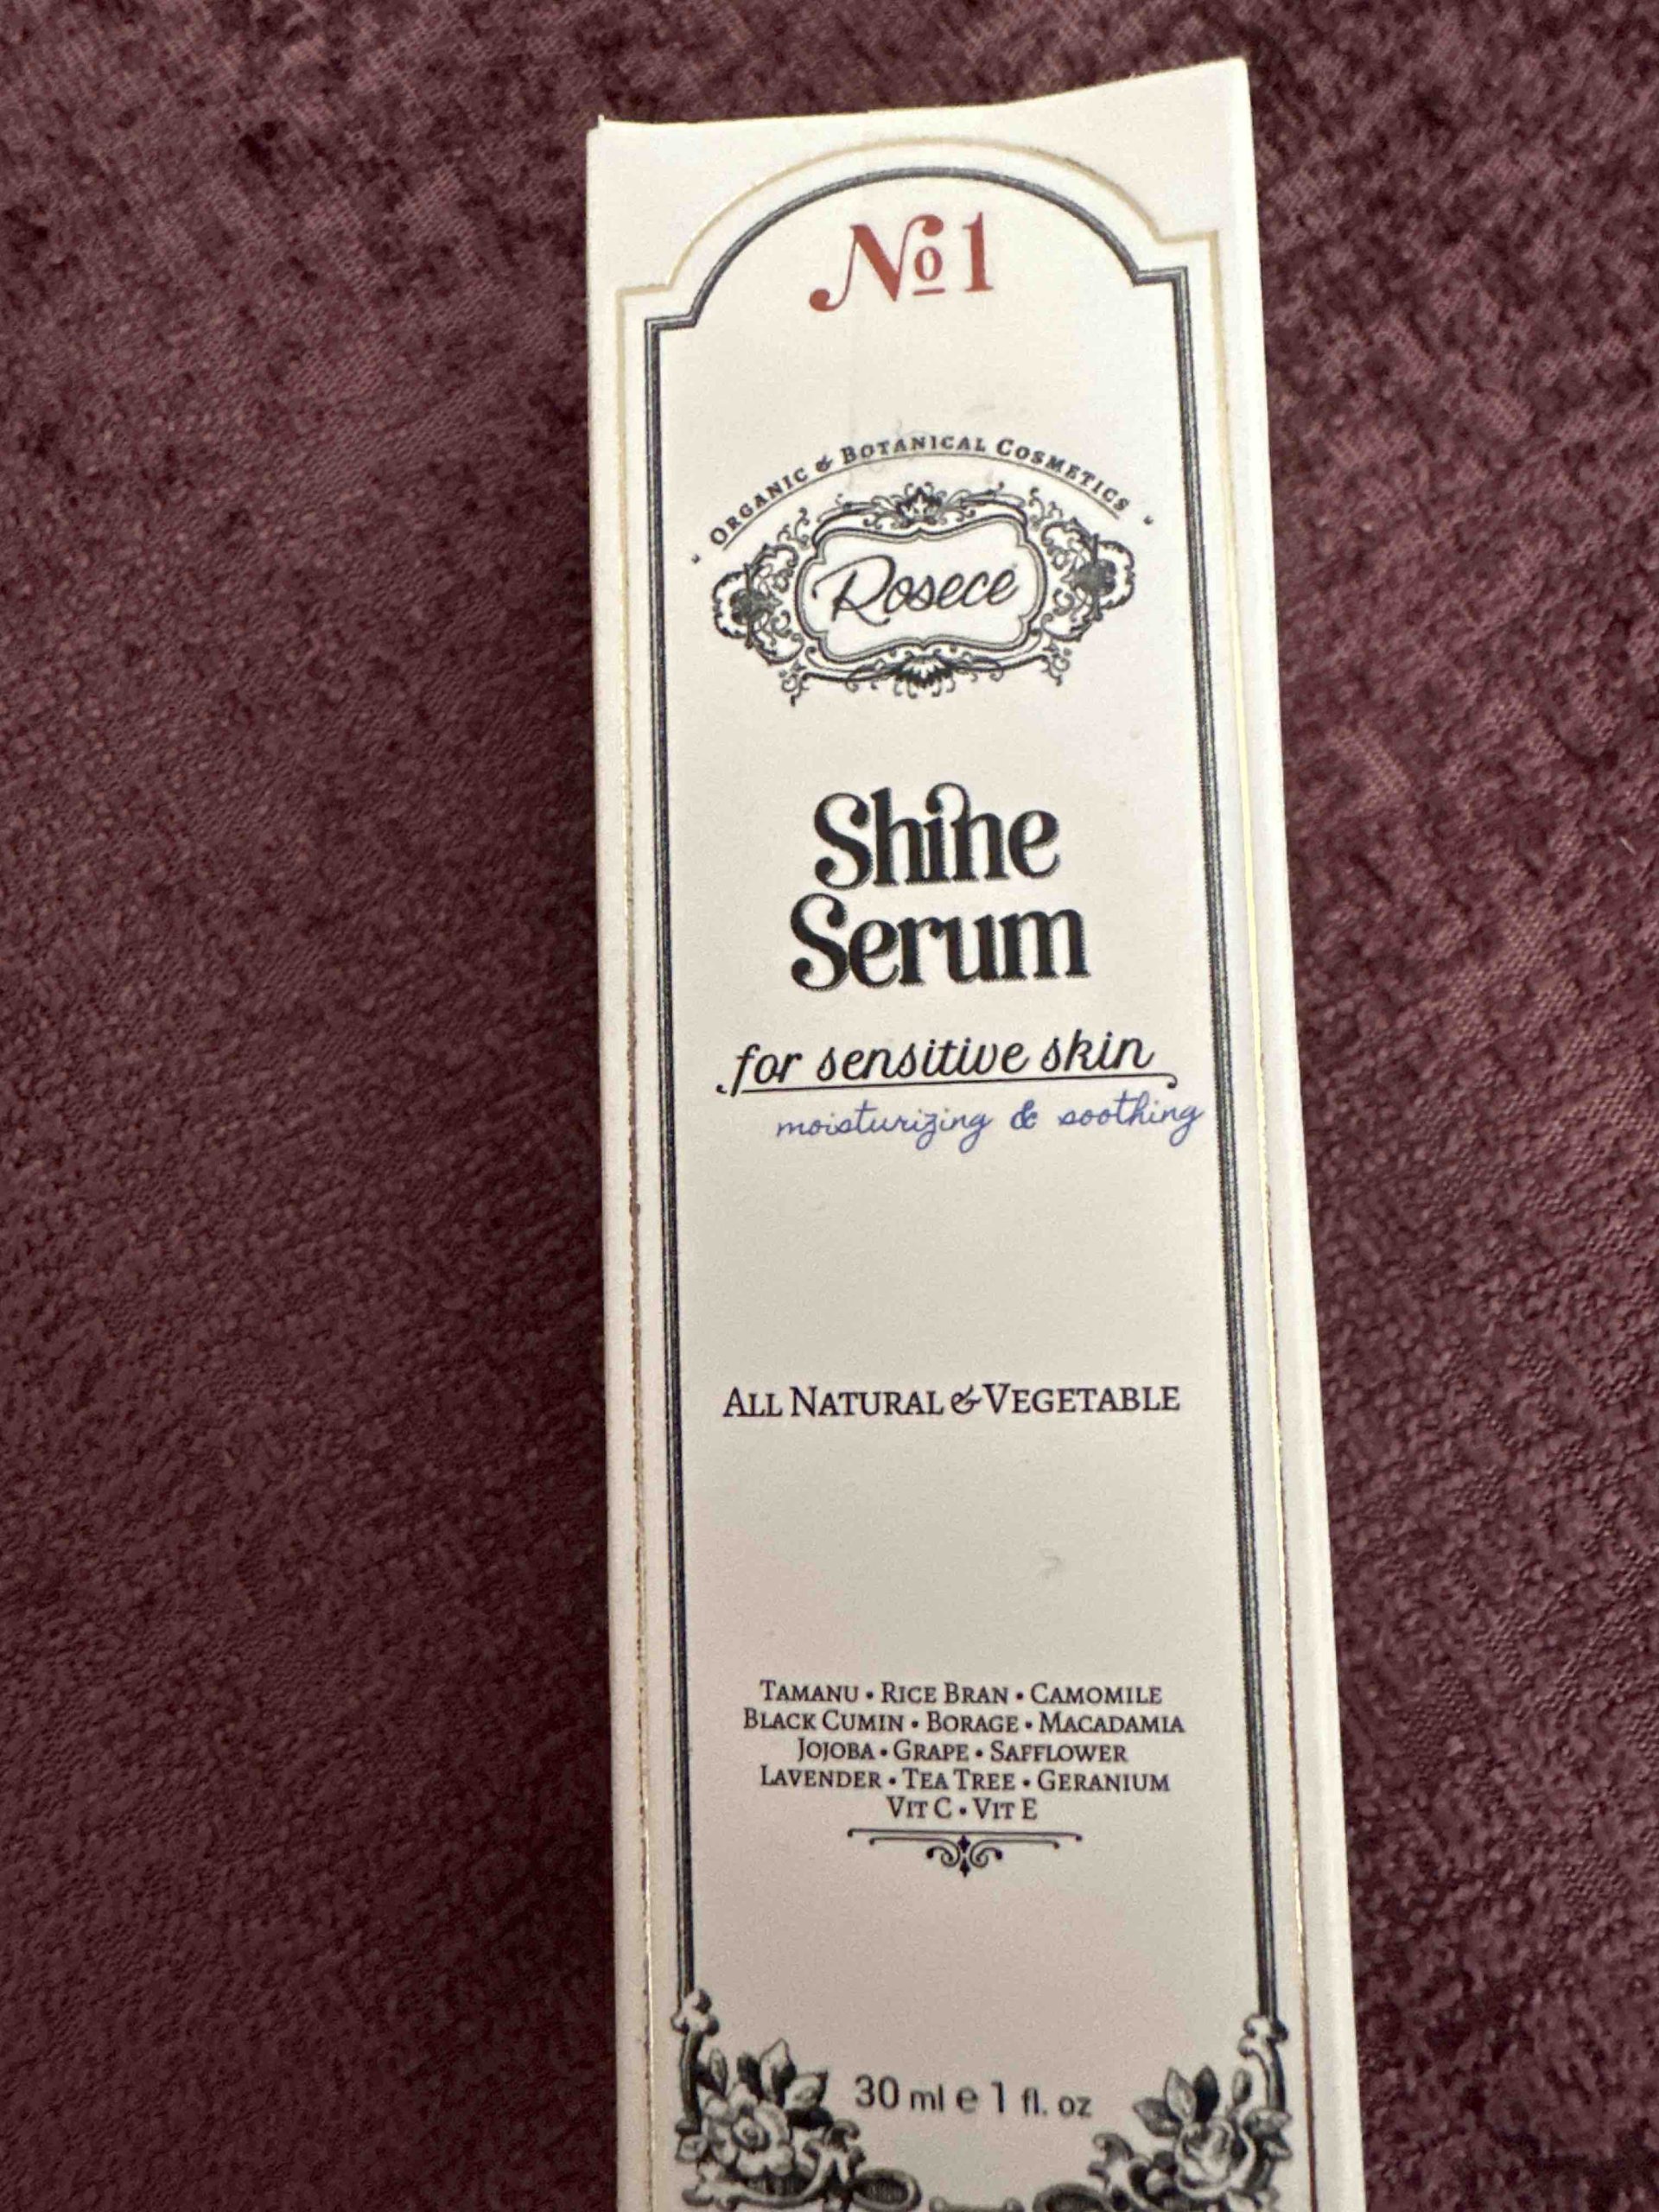 №1
ORGANIC & BOTANICAL COSMETICS
Rosece
Shine
Serum
for sensitive skin
moisturizing & soothing
ALL NATURAL & VEGETABLE
TAMANU • RICE BRAN • CAMOMILE
BLACK CUMIN • BORAGE • MACADAMIA
JOJOBA • GRAPE • SAFFLOWER
LAVENDER • TEA TREE • GERANIUM
VIT C • VIT E
30 ml e 1 fl. oz